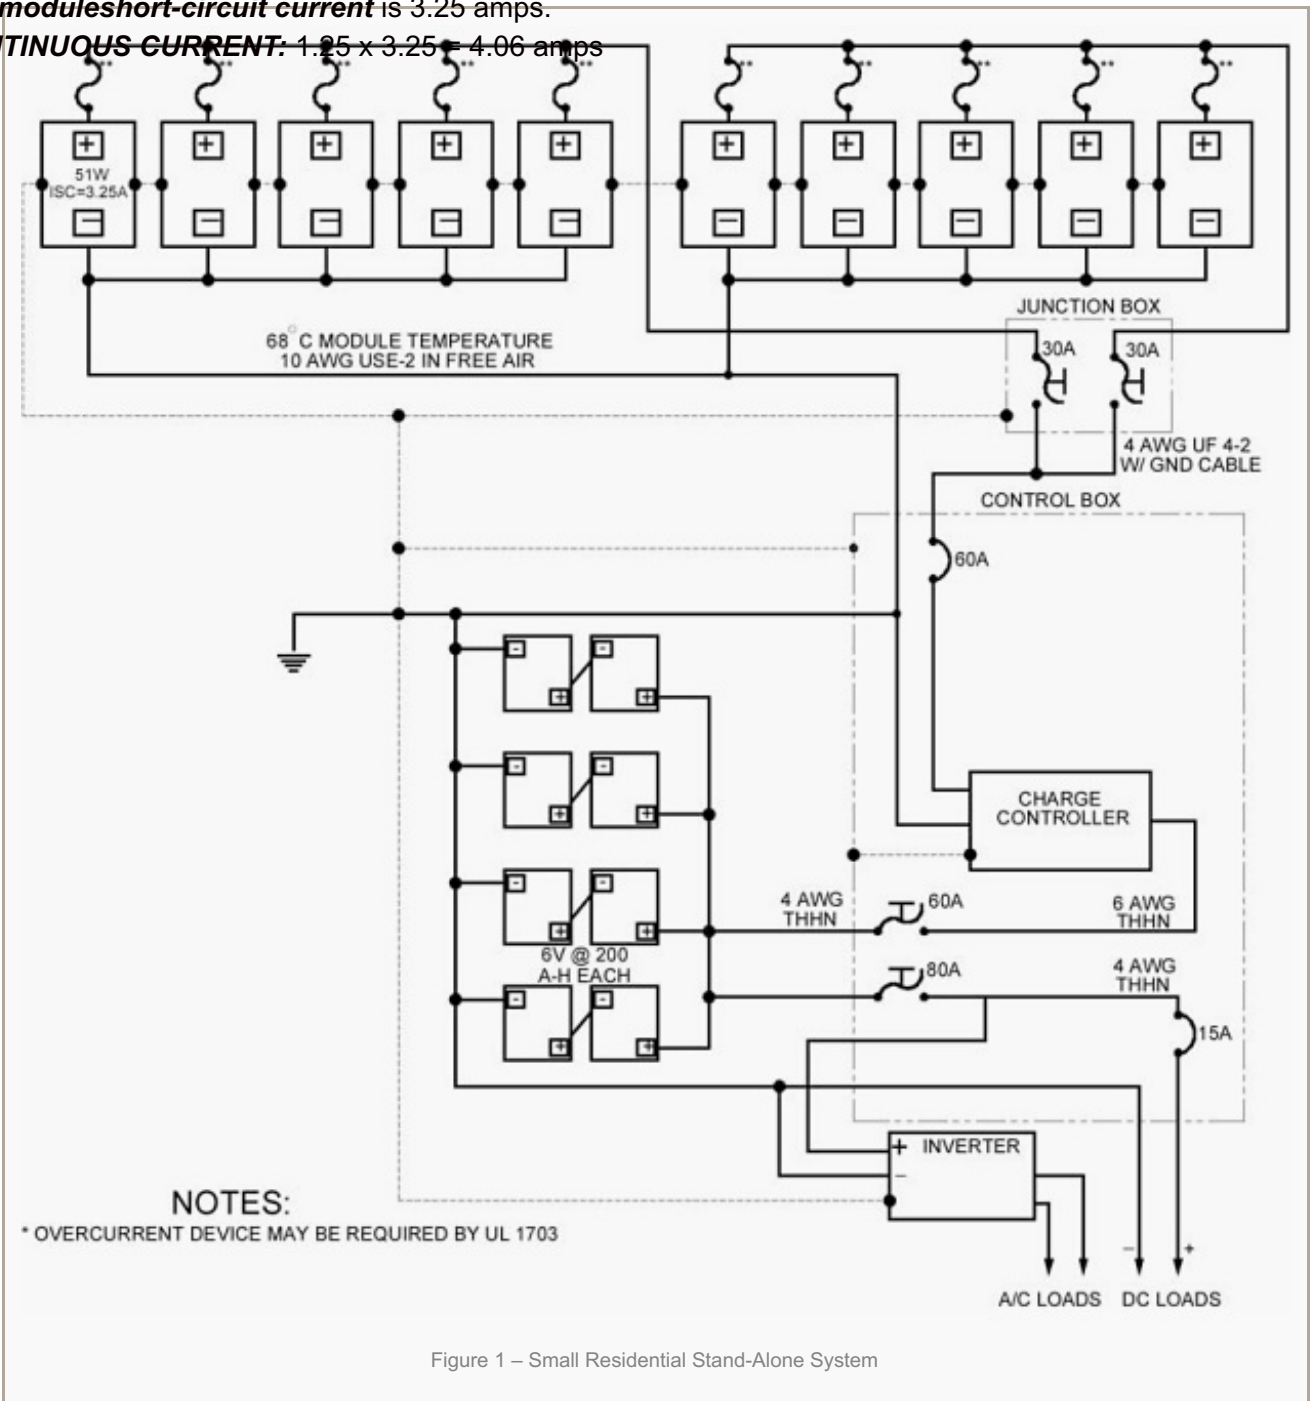 moduleshort-circuit current is 3.25 amps.
TINUOUS CURRENT: 1.25 x 3.25 = 4.06 amps
** ** ** ** ** ** ** ** ** **
+ + + + + + + + + +
51W
ISC=3.25A
− − − − − − − − − −
JUNCTION BOX
30A 30A
68°C MODULE TEMPERATURE
10 AWG USE-2 IN FREE AIR
4 AWG UF 4-2
W/ GND CABLE
CONTROL BOX
60A
- -
+ +
- -
+ +
CHARGE
CONTROLLER
- -
+ +
4 AWG
THHN
60A
6 AWG
THHN
6V @ 200
A-H EACH
80A
4 AWG
THHN
- -
+ +
15A
+ INVERTER
−
NOTES:
* OVERCURRENT DEVICE MAY BE REQUIRED BY UL 1703
− +
A/C LOADS DC LOADS
Figure 1 – Small Residential Stand-Alone System